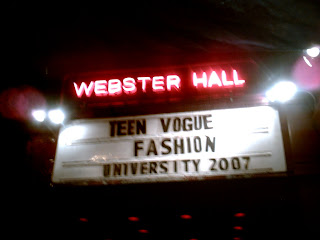 WEBSTER HALL
TEEN VOGUE
FASHION
UNIVERSITY 2007